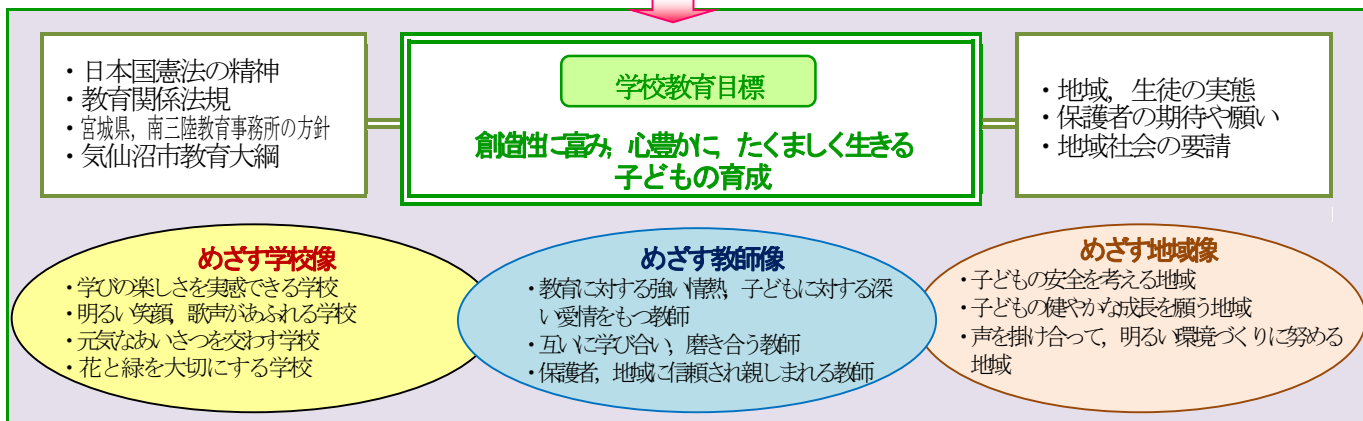 ・日本国憲法の精神
・教育関係法規
・宮城県，南三陸教育事務所の方針
・気仙沼市教育大綱
学校教育目標
創造性に富み，心豊かに，たくましく生きる
子どもの育成
・地域，生徒の実態
・保護者の期待や願い
・地域社会の要請
めざす学校像
・学びの楽しさを実感できる学校
・明るい笑顔，歌声があふれる学校
・元気なあいさつを交わす学校
・花と緑を大切にする学校
めざす教師像
・教育に対する強い情熱，子どもに対する深
い愛情をもつ教師
・互いに学び合い，磨き合う教師
・保護者，地域に信頼され親しまれる教師
めざす地域像
・子どもの安全を考える地域
・子どもの健やかな成長を願う地域
・声を掛け合って，明るい環境づくりに努める
地域